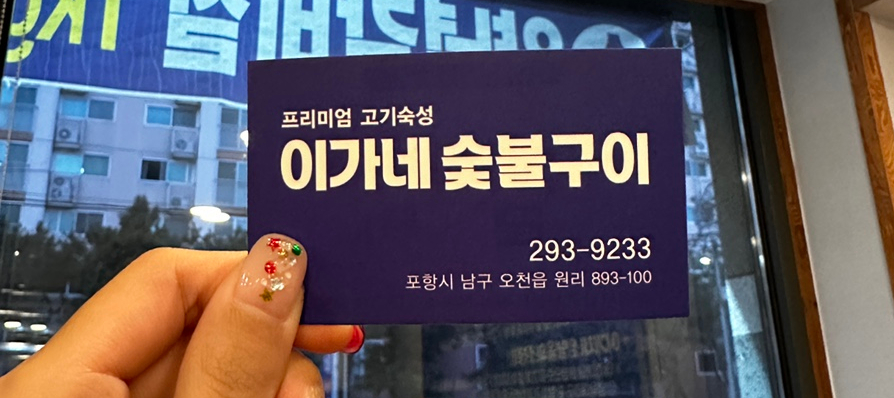 프리미엄 고기숙성
이가네 숯불구이
293-9233
포항시 남구 오천읍 원리 893-100